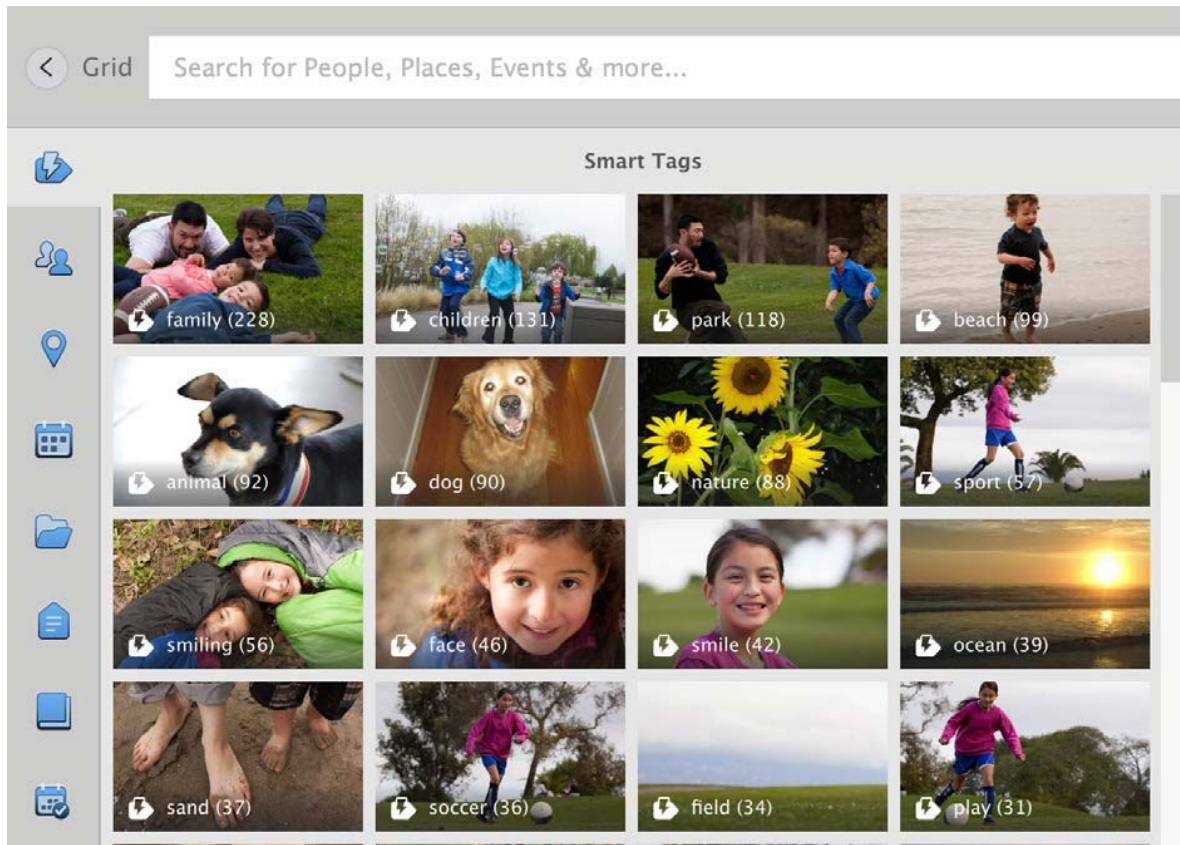 Grid
Search for People, Places, Events & more...
Smart Tags
family (228)
children (131)
park (118)
beach (99)
animal (92)
dog (90)
nature (88)
sport (57)
smiling (56)
face (46)
smile (42)
ocean (39)
sand (37)
soccer (36)
field (34)
play (31)